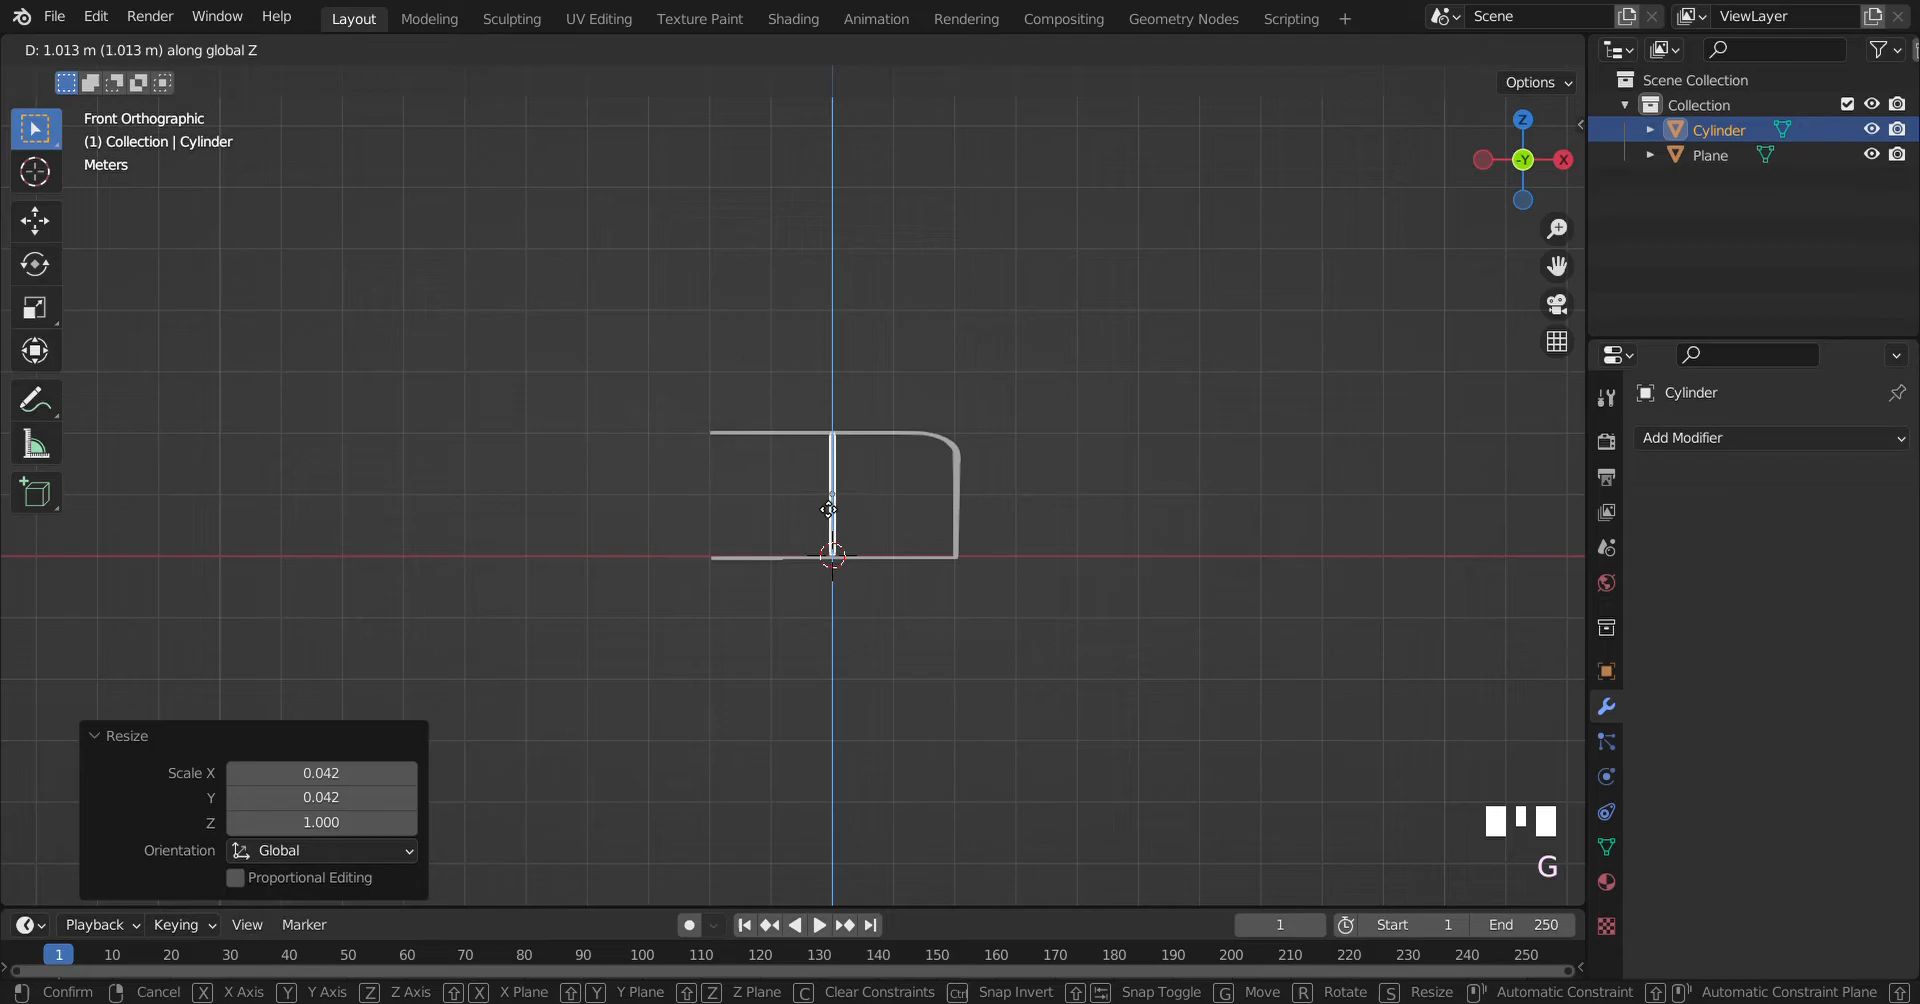 File Edit Render Window Help Layout Modeling Sculpting UV Editing Texture Paint Shading Animation Rendering Compositing Geometry Nodes Scripting + Scene ViewLayer
D: 1.013 m (1.013 m) along global Z
Options
Scene Collection
Collection
Cylinder
Plane
Front Orthographic
(1) Collection | Cylinder
Meters
Z
-Y
X
Cylinder
Add Modifier
Resize
Scale X 0.042
Y 0.042
Z 1.000
Orientation Global
Proportional Editing
G
Playback Keying View Marker 1 Start 1 End 250
1 10 20 30 40 50 60 70 80 90 100 110 120 130 140 150 160 170 180 190 200 210 220 230 240 250
Confirm Cancel X X Axis Y Y Axis Z Z Axis X X Plane Y Y Plane Z Z Plane C Clear Constraints Ctrl Snap Invert Snap Toggle G Move R Rotate S Resize Automatic Constraint Automatic Constraint Plane